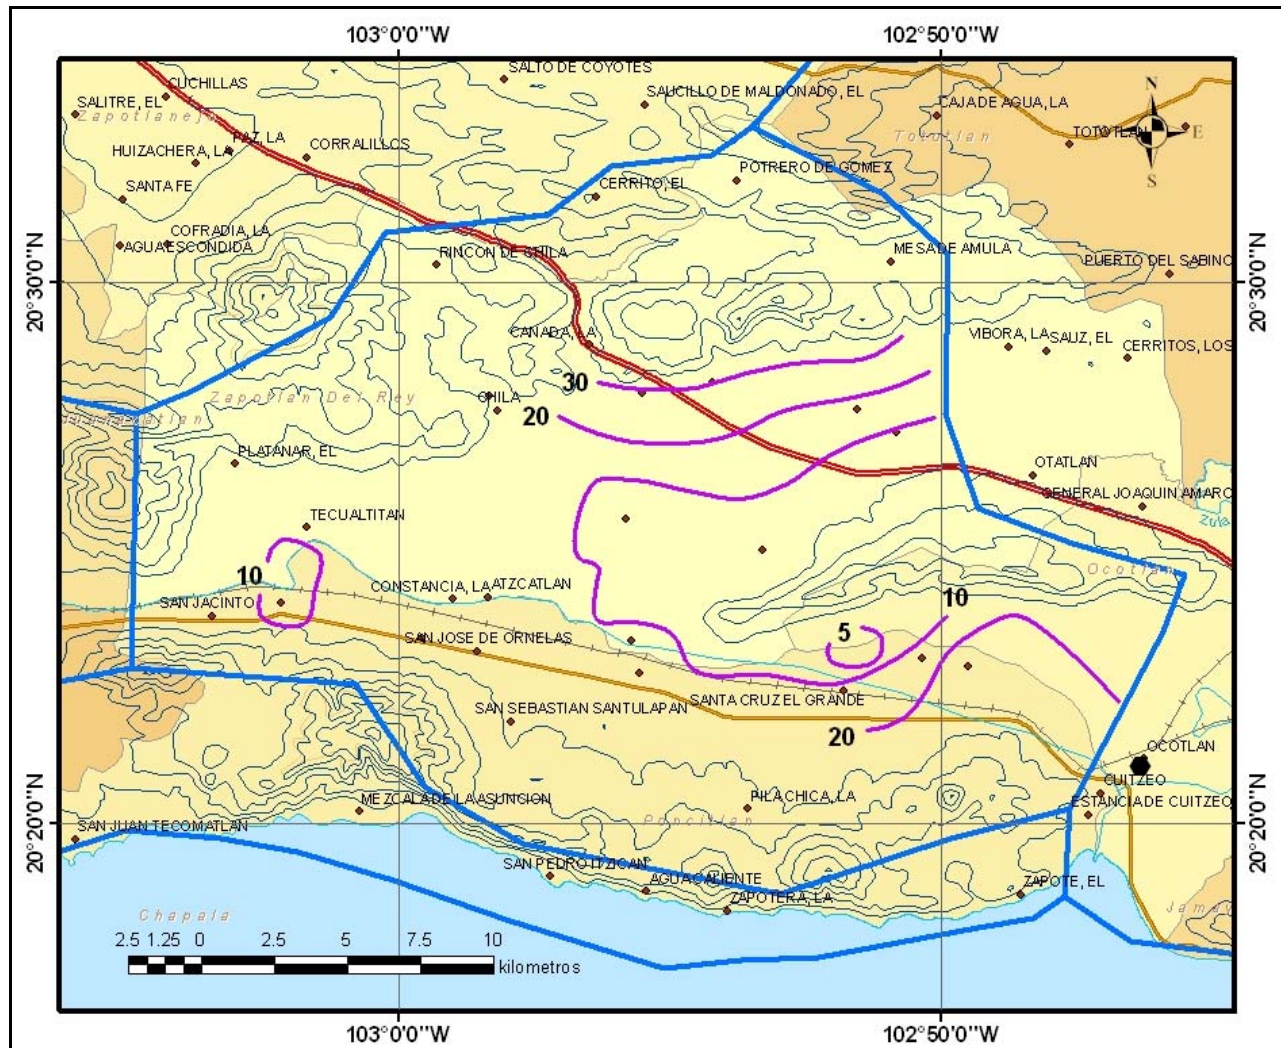 103°0'0"W
102°50'0"W
SALTO DE COYOTES
CUCHILLAS
SALITRE, EL
SAUCILLO DE MALDONADO, EL
CAJA DE AGUA, LA
Zapotlanejo
Tototlan
TOTOTLAN
N
E
S
PAZ, LA
HUIZACHERA, LA
CORRALILLOS
POTRERO DE GOMEZ
SANTA FE
CERRITO, EL
COFRADIA, LA
AGUA ESCONDIDA
RINCON DE CHILA
MESA DE AMULA
PUERTO DEL SABINO
20°30'0"N
20°30'0"N
CANADA, LA
VIBORA, LA
SAUZ, EL
CERRITOS, LOS
30
Zapotlan Del Rey
CHILA
20
PLATANAR, EL
OTATLAN
GENERAL JOAQUIN AMARO
TECUALTITAN
Zula
Ocotlan
10
CONSTANCIA, LA
ATZCATLAN
10
SAN JACINTO
SAN JOSE DE ORNELAS
5
SANTA CRUZ EL GRANDE
SAN SEBASTIAN SANTULAPAN
20
OCOTLAN
CUITZEO
MEZCALA DE LA ASUNCION
PILACHICA, LA
ESTANCIA DE CUITZEO
20°20'0"N
20°20'0"N
SAN JUAN TECOMATLAN
Poncitlan
SAN PEDRO ITZICAN
AGUA CALIENTE
ZAPOTE, EL
ZAPOTERA, LA
Chapala
Jamay
2.5 1.25 0 2.5 5 7.5 10
kilometros
103°0'0"W
102°50'0"W